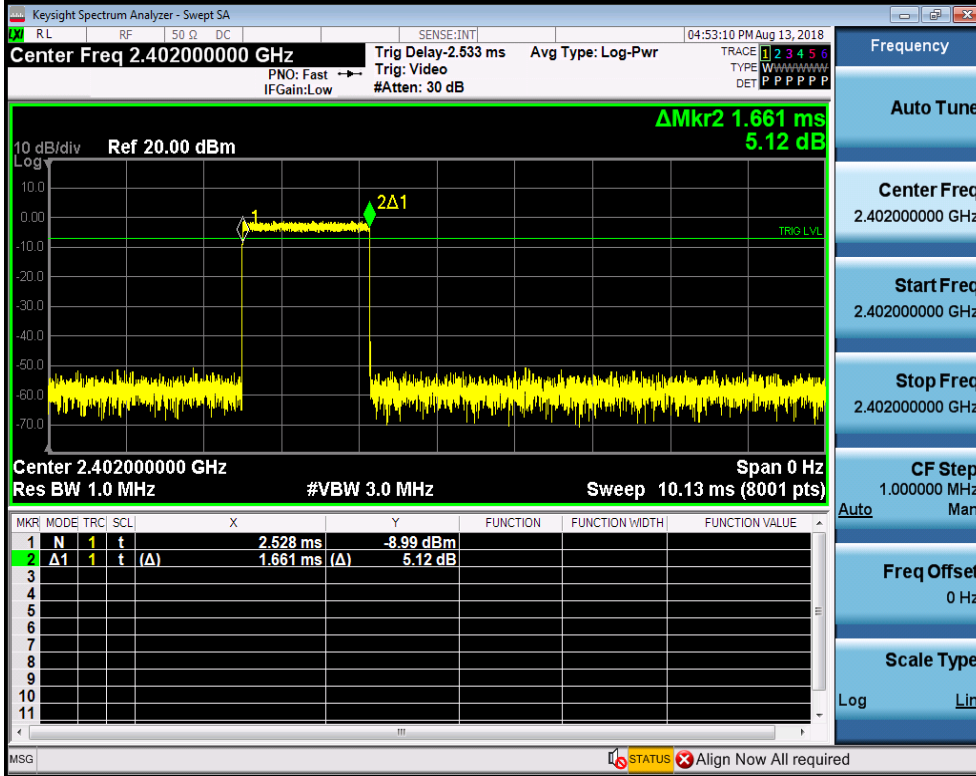 Keysight Spectrum Analyzer - Swept SA
LXI RL RF 50 Ω DC SENSE:INT 04:53:10 PM Aug 13, 2018
Center Freq 2.402000000 GHz Trig Delay-2.533 ms Avg Type: Log-Pwr TRACE 1 2 3 4 5 6
PNO: Fast Trig: Video TYPE WWWWWW
IFGain:Low #Atten: 30 dB DET P P P P P P
Frequency
Auto Tune
ΔMkr2 1.661 ms
10 dB/div Ref 20.00 dBm 5.12 dB
Log
10.0
0.00
-10.0
-20.0
-30.0
-40.0
-50.0
-60.0
-70.0
1
2Δ1
TRIG LVL
Center 2.402000000 GHz Span 0 Hz
Res BW 1.0 MHz #VBW 3.0 MHz Sweep 10.13 ms (8001 pts)
MKR MODE TRC SCL X Y FUNCTION FUNCTION WIDTH FUNCTION VALUE
1 N 1 t 2.528 ms -8.99 dBm
2 Δ1 1 t (Δ) 1.661 ms (Δ) 5.12 dB
3
4
5
6
7
8
9
10
11
Center Freq
2.402000000 GHz
Start Freq
2.402000000 GHz
Stop Freq
2.402000000 GHz
CF Step
1.000000 MHz
Auto Man
Freq Offset
0 Hz
Scale Type
Log Lin
MSG STATUS Align Now All required